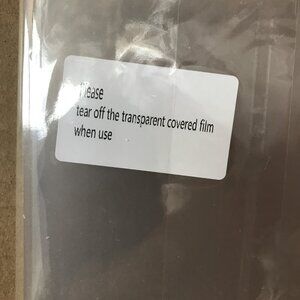 Please
tear off the transparent covered film
when use